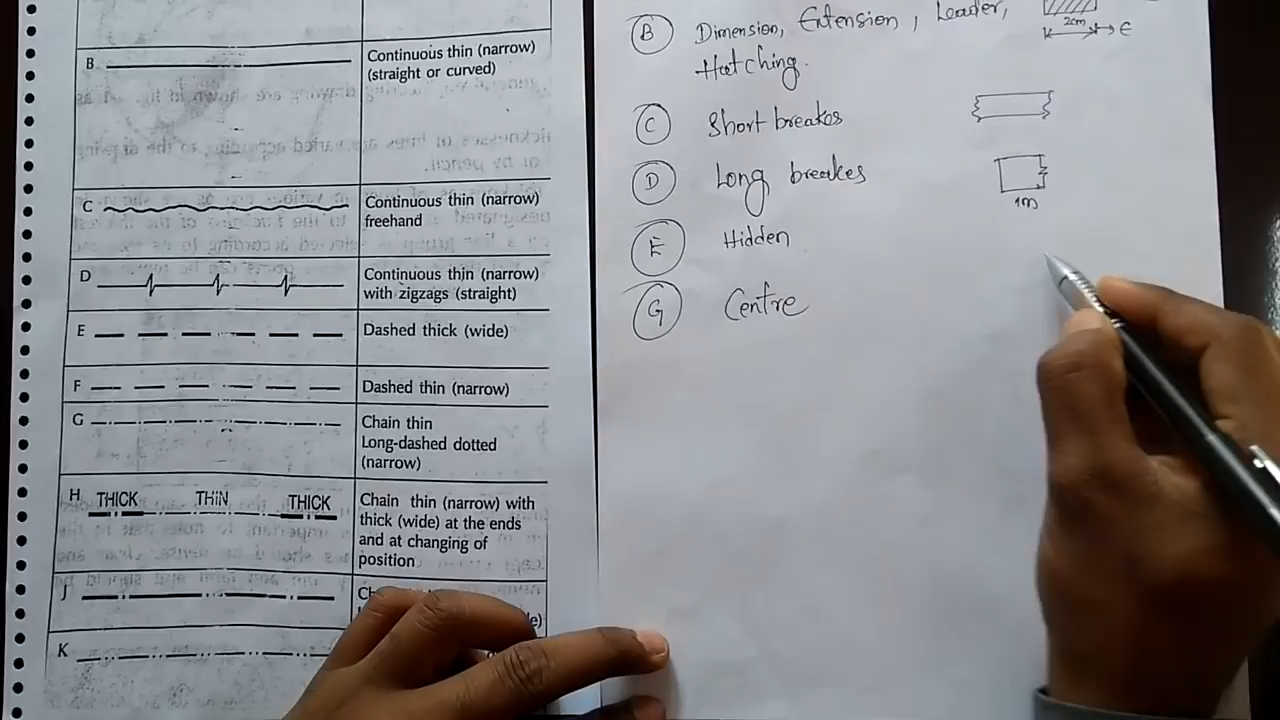 B
Continuous thin (narrow)
(straight or curved)
C
Continuous thin (narrow)
freehand
D
Continuous thin (narrow)
with zigzags (straight)
E
Dashed thick (wide)
F
Dashed thin (narrow)
G
Chain thin
Long-dashed dotted
(narrow)
H THICK THIN THICK
Chain thin (narrow) with
thick (wide) at the ends
and at changing of
position
J
K
B Dimension, Extension, Leader,
Hatching.
2cm E
C Short breakes
D Long breakes
1m
E Hidden
G Centre